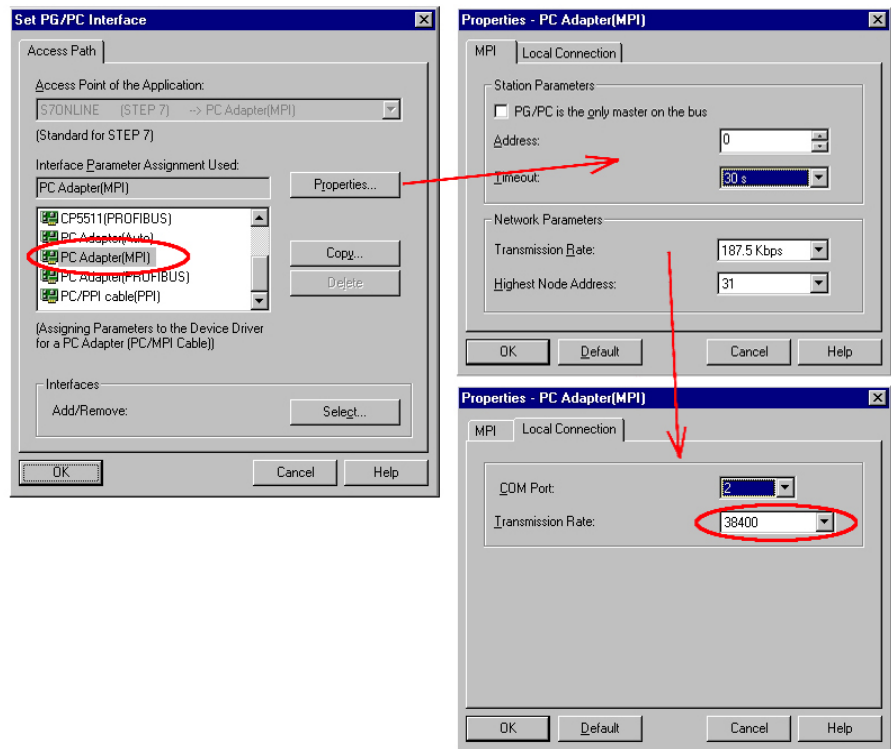 Set PG/PC Interface
Access Path
Access Point of the Application:
S7ONLINE (STEP 7) --> PC Adapter(MPI)
(Standard for STEP 7)
Interface Parameter Assignment Used:
PC Adapter(MPI)
Properties...
CP5511(PROFIBUS)
PC Adapter(Auto)
PC Adapter(MPI)
PC Adapter(PROFIBUS)
PC/PPI cable(PPI)
Copy...
Delete
(Assigning Parameters to the Device Driver
for a PC Adapter (PC/MPI Cable))
Interfaces
Add/Remove:
Select...
OK
Cancel
Help
Properties - PC Adapter(MPI)
MPI
Local Connection
Station Parameters
PG/PC is the only master on the bus
Address:
0
Timeout:
30 s
Network Parameters
Transmission Rate:
187.5 Kbps
Highest Node Address:
31
OK
Default
Cancel
Help
Properties - PC Adapter(MPI)
MPI
Local Connection
COM Port:
2
Transmission Rate:
38400
OK
Default
Cancel
Help